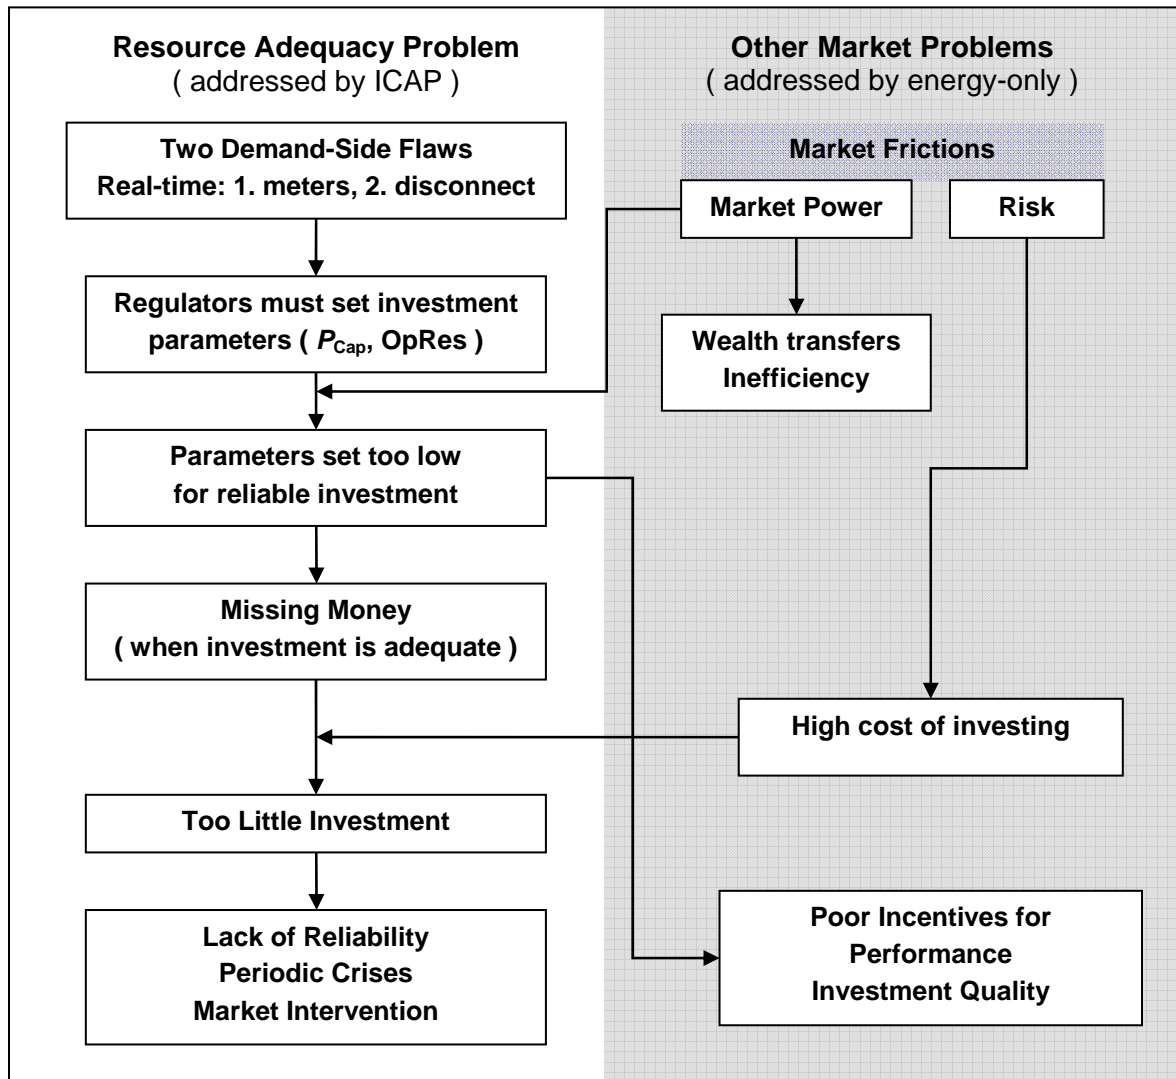 Resource Adequacy Problem
( addressed by ICAP )
Two Demand-Side Flaws
Real-time: 1. meters, 2. disconnect
Regulators must set investment
parameters ( PCap, OpRes )
Parameters set too low
for reliable investment
Missing Money
( when investment is adequate )
Too Little Investment
Lack of Reliability
Periodic Crises
Market Intervention
Other Market Problems
( addressed by energy-only )
Market Frictions
Market Power
Risk
Wealth transfers
Inefficiency
High cost of investing
Poor Incentives for
Performance
Investment Quality